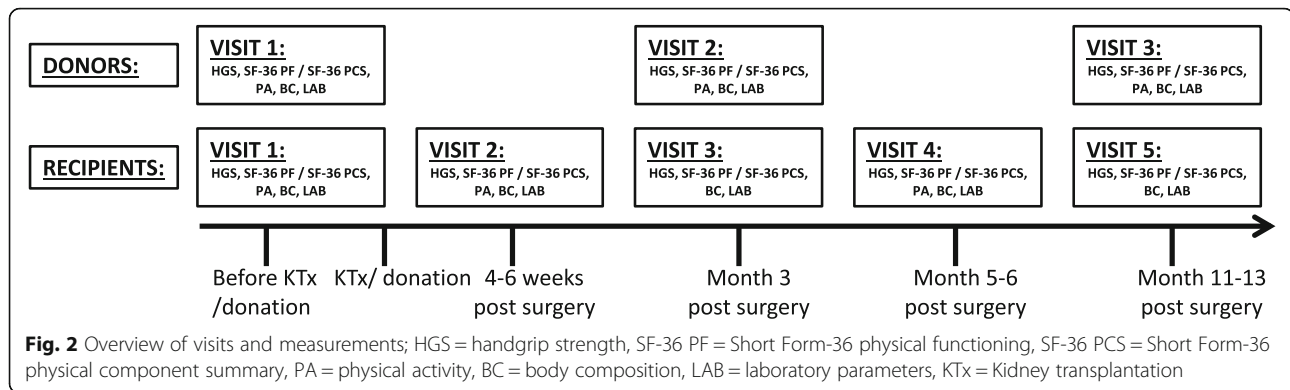 DONORS:
VISIT 1:
HGS, SF-36 PF / SF-36 PCS,
PA, BC, LAB
VISIT 2:
HGS, SF-36 PF / SF-36 PCS,
PA, BC, LAB
VISIT 3:
HGS, SF-36 PF / SF-36 PCS,
PA, BC, LAB
RECIPIENTS:
VISIT 1:
HGS, SF-36 PF / SF-36 PCS,
PA, BC, LAB
VISIT 2:
HGS, SF-36 PF / SF-36 PCS,
PA, BC, LAB
VISIT 3:
HGS, SF-36 PF / SF-36 PCS,
BC, LAB
VISIT 4:
HGS, SF-36 PF / SF-36 PCS,
PA, BC, LAB
VISIT 5:
HGS, SF-36 PF / SF-36 PCS,
BC, LAB
Before KTx
/donation
KTx/ donation
4-6 weeks
post surgery
Month 3
post surgery
Month 5-6
post surgery
Month 11-13
post surgery
Fig. 2 Overview of visits and measurements; HGS = handgrip strength, SF-36 PF = Short Form-36 physical functioning, SF-36 PCS = Short Form-36
physical component summary, PA = physical activity, BC = body composition, LAB = laboratory parameters, KTx = Kidney transplantation